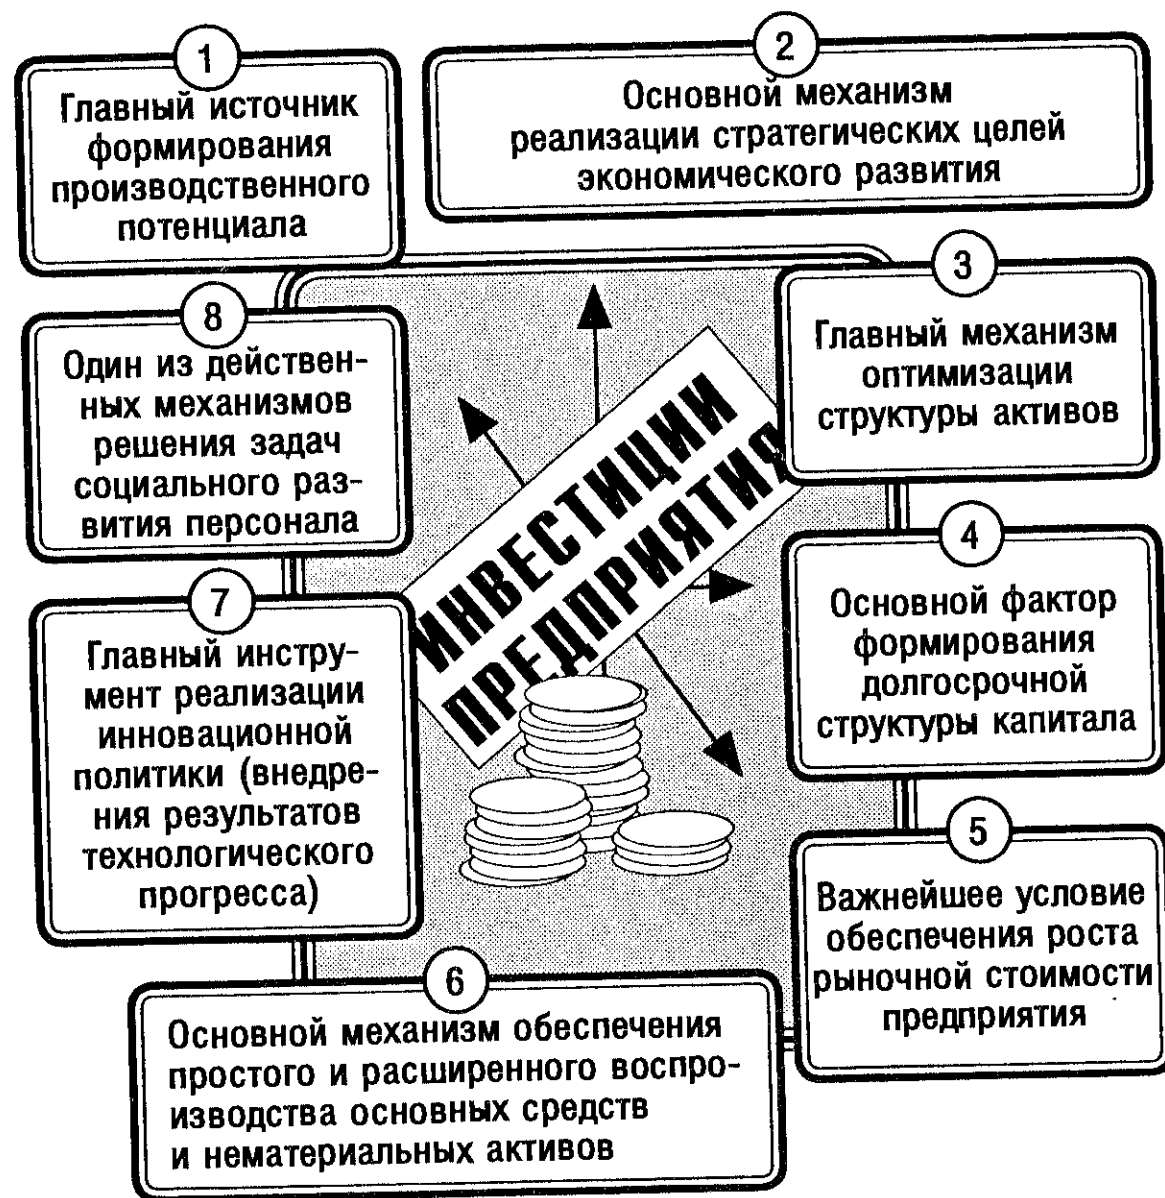 1
Главный источник
формирования
производственного
потенциала
2
Основной механизм
реализации стратегических целей
экономического развития
3
Главный механизм
оптимизации
структуры активов
4
Основной фактор
формирования
долгосрочной
структуры капитала
5
Важнейшее условие
обеспечения роста
рыночной стоимости
предприятия
6
Основной механизм обеспечения
простого и расширенного воспро-
изводства основных средств
и нематериальных активов
7
Главный инстру-
мент реализации
инновационной
политики (внедре-
ния результатов
технологического
прогресса)
8
Один из действен-
ных механизмов
решения задач
социального раз-
вития персонала
ИНВЕСТИЦИИ
ПРЕДПРИЯТИЯ